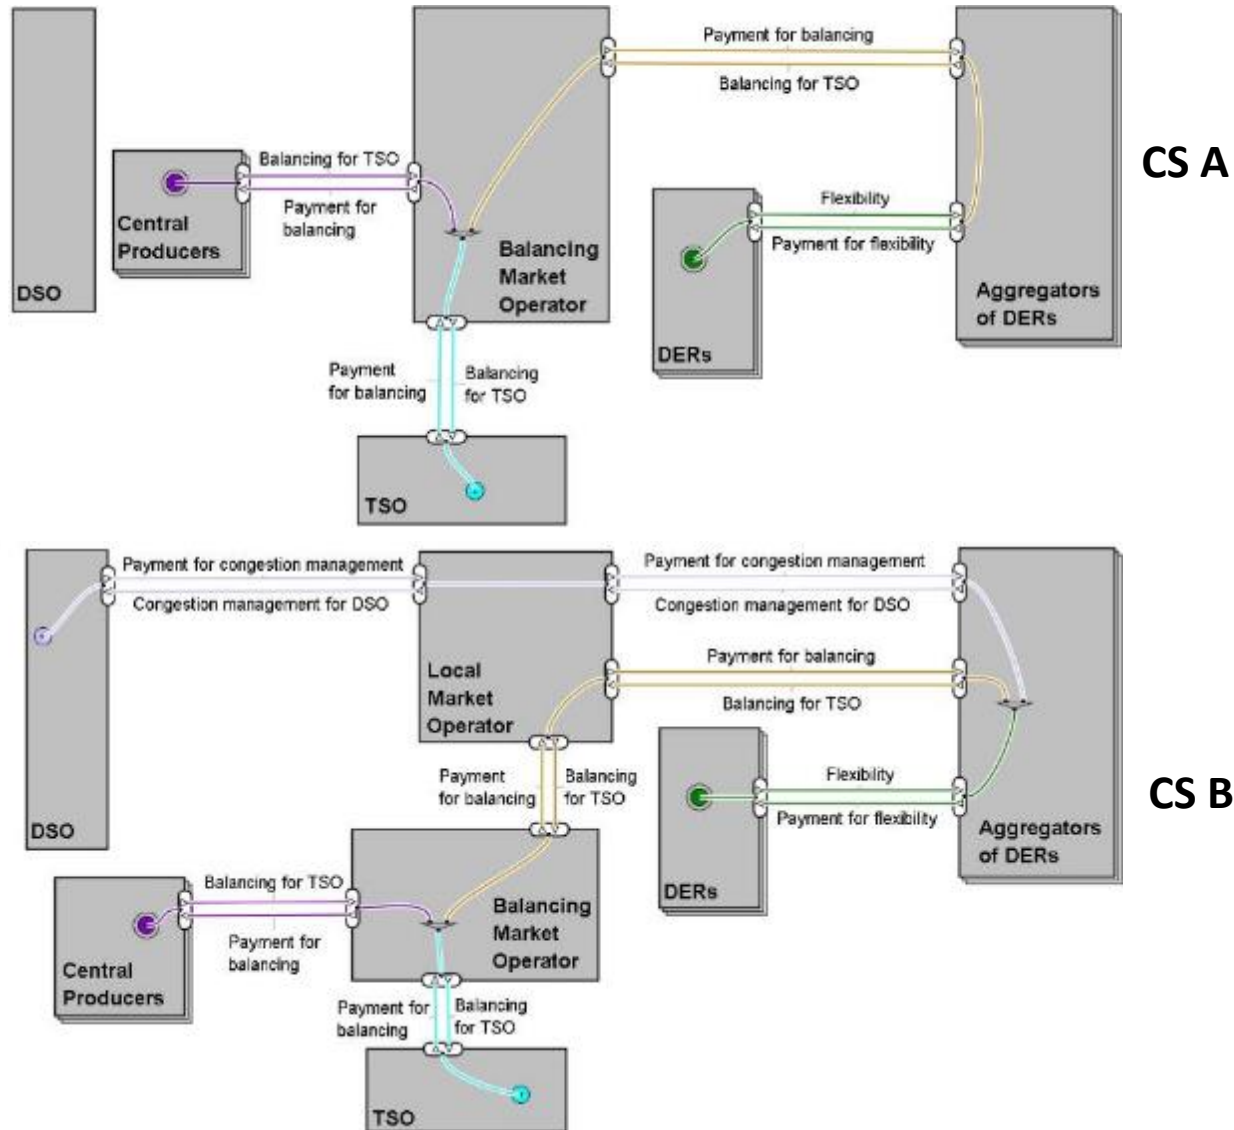 Payment for balancing
Balancing for TSO
CS A
Balancing for TSO
Payment for
balancing
Central
Producers
DSO
Balancing
Market
Operator
Flexibility
Payment for flexibility
DERs
Aggregators
of DERs
Payment
for balancing
Balancing
for TSO
TSO
Payment for congestion management
Congestion management for DSO
Payment for congestion management
Congestion management for DSO
Local
Market
Operator
Payment for balancing
Balancing for TSO
Payment
for balancing
Balancing
for TSO
Flexibility
Payment for flexibility
CS B
DSO
DERs
Aggregators
of DERs
Balancing for TSO
Payment for
balancing
Central
Producers
Balancing
Market
Operator
Payment for
balancing
Balancing
for TSO
TSO